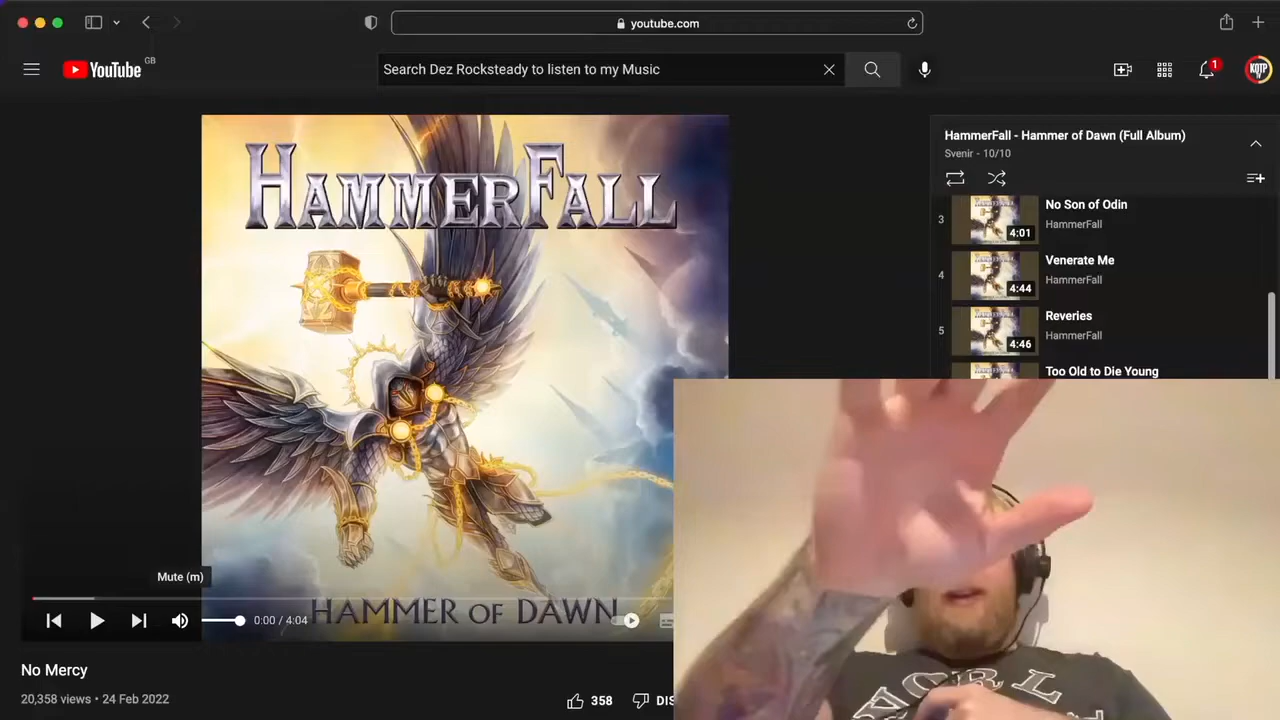 youtube.com
YouTube
GB
Search Dez Rocksteady to listen to my Music
1
KQTP
HAMMERFALL
HAMMER OF DAWN
Mute (m)
0:00 / 4:04
No Mercy
20,358 views • 24 Feb 2022
358
DIS
HammerFall - Hammer of Dawn (Full Album)
Svenir - 10/10
3
No Son of Odin
HammerFall
4:01
4
Venerate Me
HammerFall
4:44
5
Reveries
HammerFall
4:46
Too Old to Die Young